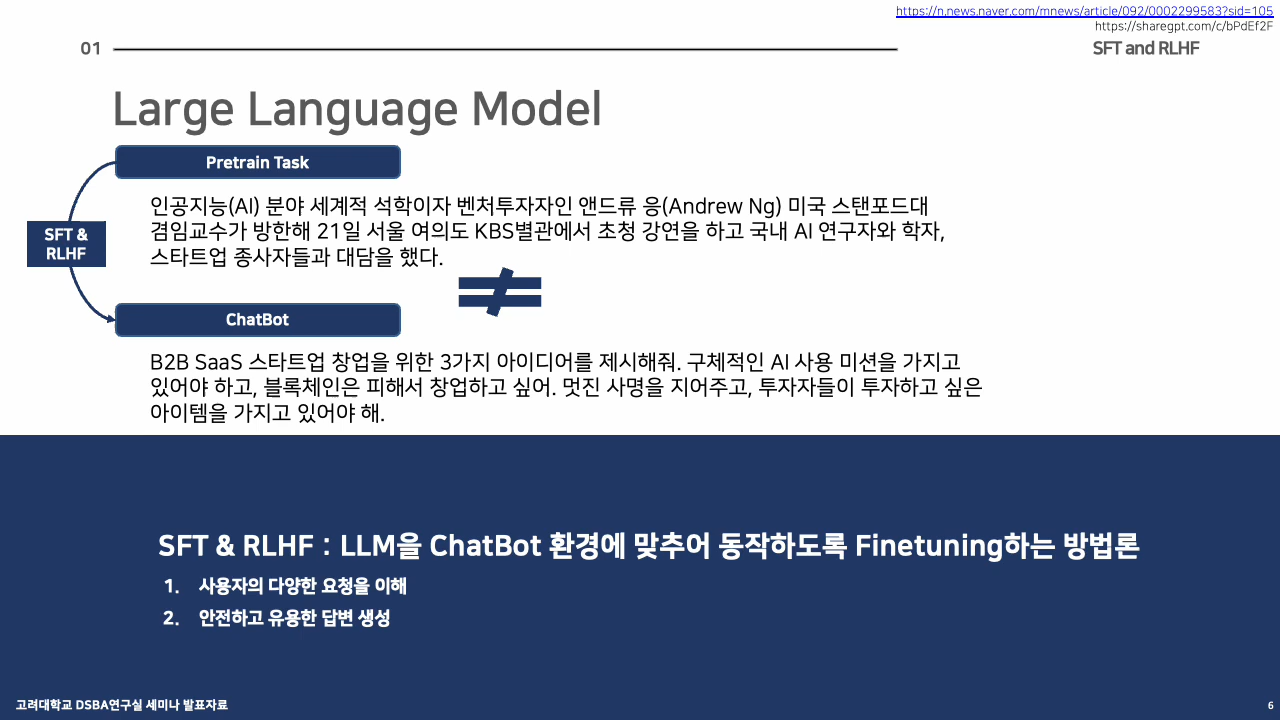 https://n.news.naver.com/mnews/article/092/0002299583?sid=105
https://sharegpt.com/c/bPdEf2F
01
SFT and RLHF
Large Language Model
Pretrain Task
인공지능(AI) 분야 세계적 석학이자 벤처투자자인 앤드류 응(Andrew Ng) 미국 스탠포드대
겸임교수가 방한해 21일 서울 여의도 KBS별관에서 초청 강연을 하고 국내 AI 연구자와 학자,
스타트업 종사자들과 대담을 했다.
SFT &
RLHF
≠
ChatBot
B2B SaaS 스타트업 창업을 위한 3가지 아이디어를 제시해줘. 구체적인 AI 사용 미션을 가지고
있어야 하고, 블록체인은 피해서 창업하고 싶어. 멋진 사명을 지어주고, 투자자들이 투자하고 싶은
아이템을 가지고 있어야 해.
SFT & RLHF : LLM을 ChatBot 환경에 맞추어 동작하도록 Finetuning하는 방법론
1. 사용자의 다양한 요청을 이해
2. 안전하고 유용한 답변 생성
고려대학교 DSBA연구실 세미나 발표자료
6